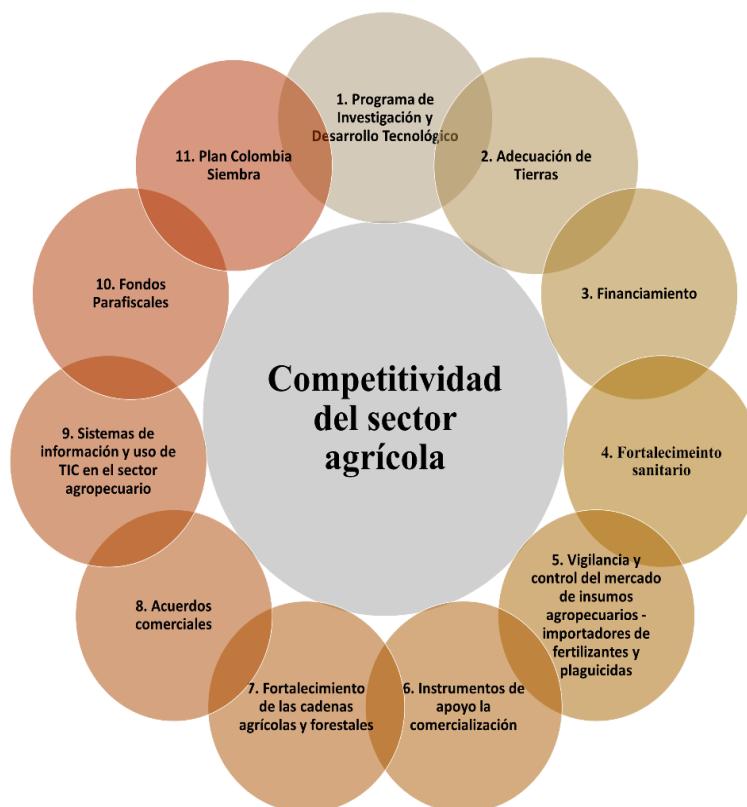 1. Programa de
Investigación y
Desarrollo Tecnológico
2. Adecuación de
Tierras
3. Financiamiento
4. Fortalecimeinto
sanitario
5. Vigilancia y
control del mercado
de insumos
agropecuarios -
importadores de
fertilizantes y
plaguicidas
6. Instrumentos de
apoyo la
comercialización
7. Fortalecimiento
de las cadenas
agrícolas y forestales
8. Acuerdos
comerciales
9. Sistemas de
información y uso de
TIC en el sector
agropecuario
10. Fondos
Parafiscales
11. Plan Colombia
Siembra
Competitividad
del sector
agrícola